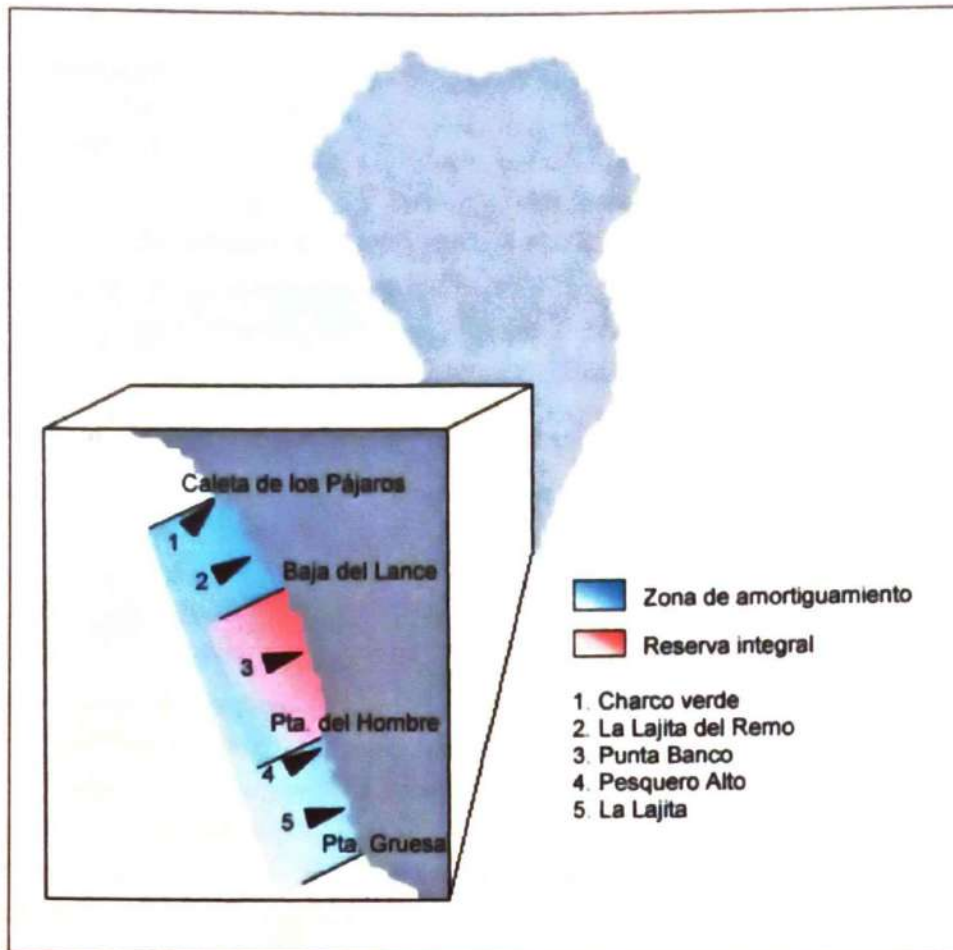 Caleta de los Pájaros
1
2
Baja del Lance
3
Pta. del Hombre
4
5
Pta. Gruesa
Zona de amortiguamiento
Reserva integral
1. Charco verde
2. La Lajita del Remo
3. Punta Banco
4. Pesquero Alto
5. La Lajita